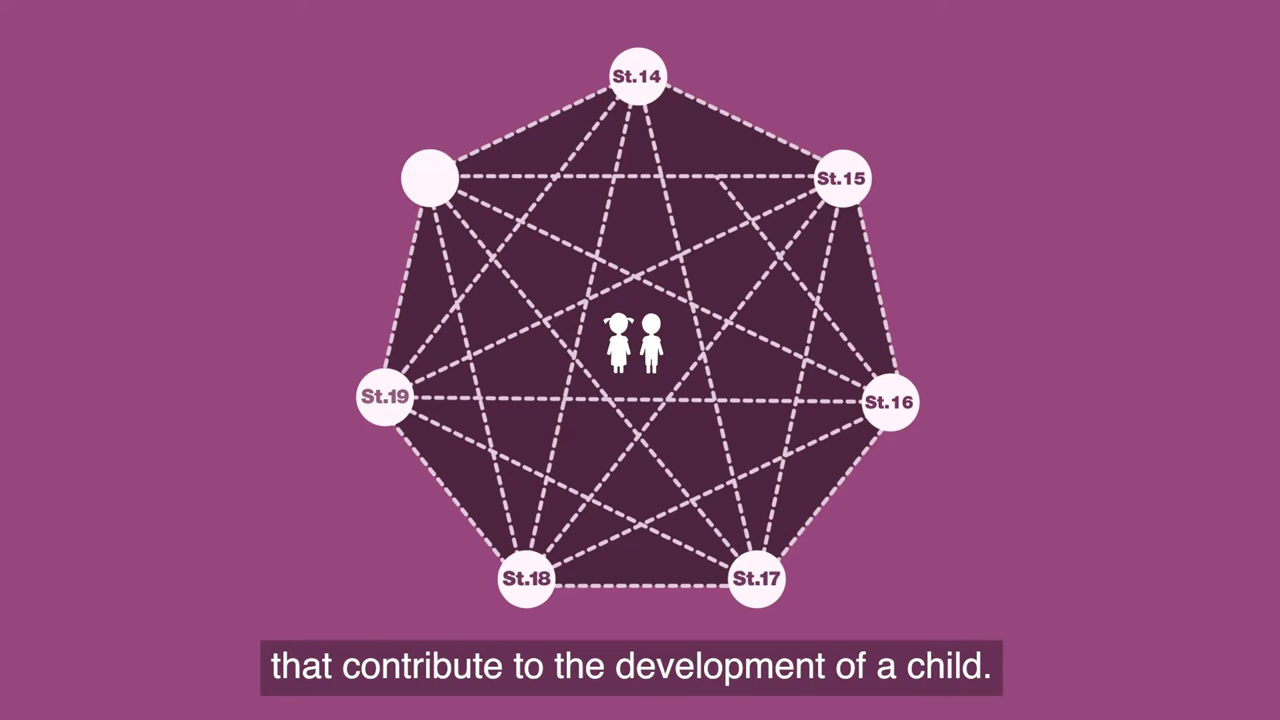 St.14
St.15
St.19
St.16
St.18
St.17
that contribute to the development of a child.